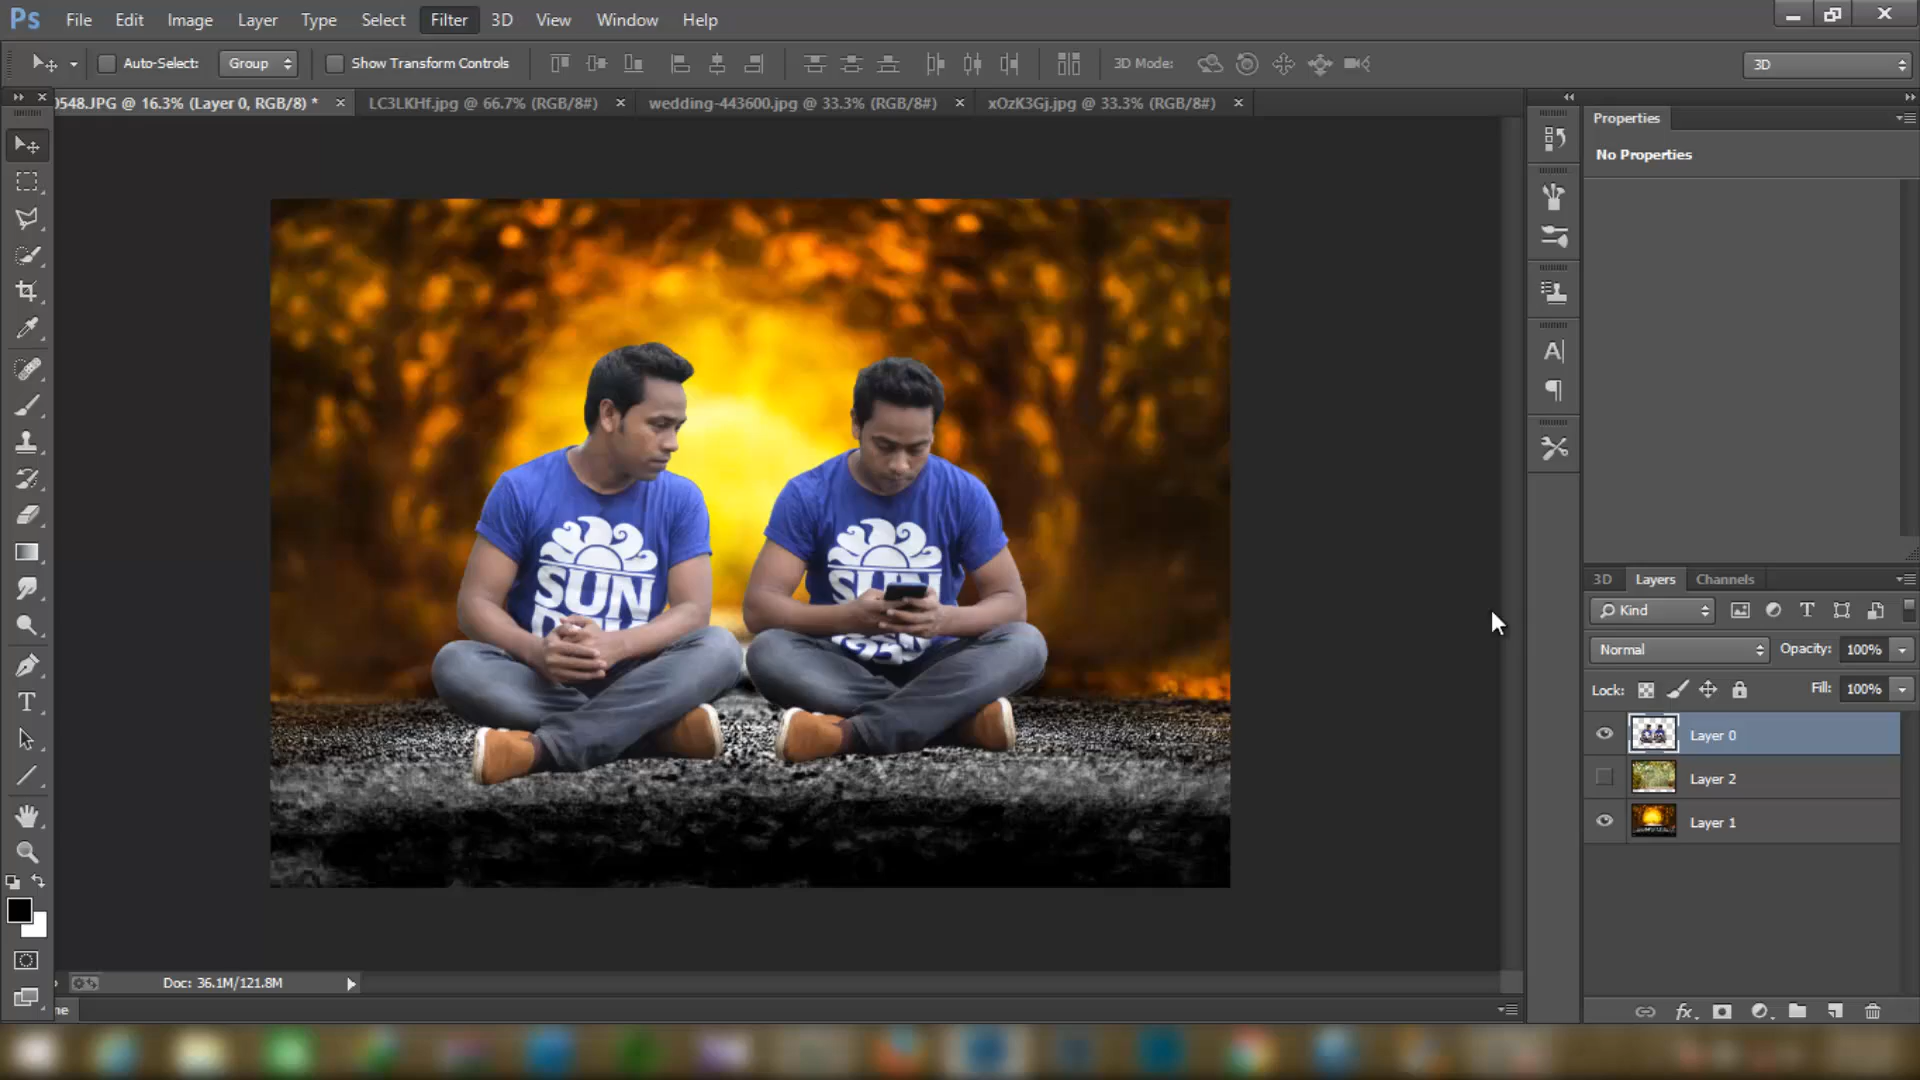 Ps File Edit Image Layer Type Select Filter 3D View Window Help
Auto-Select: Group Show Transform Controls 3D Mode: 3D
0548.JPG @ 16.3% (Layer 0, RGB/8) * × LC3LKHf.jpg @ 66.7% (RGB/8#) × wedding-443600.jpg @ 33.3% (RGB/8#) × xOzK3Gj.jpg @ 33.3% (RGB/8#) ×
Properties
No Properties
SUN
SUN
3D Layers Channels
Kind
Normal Opacity: 100%
Lock: Fill: 100%
Layer 0
Layer 2
Layer 1
Doc: 36.1M/121.8M
ne